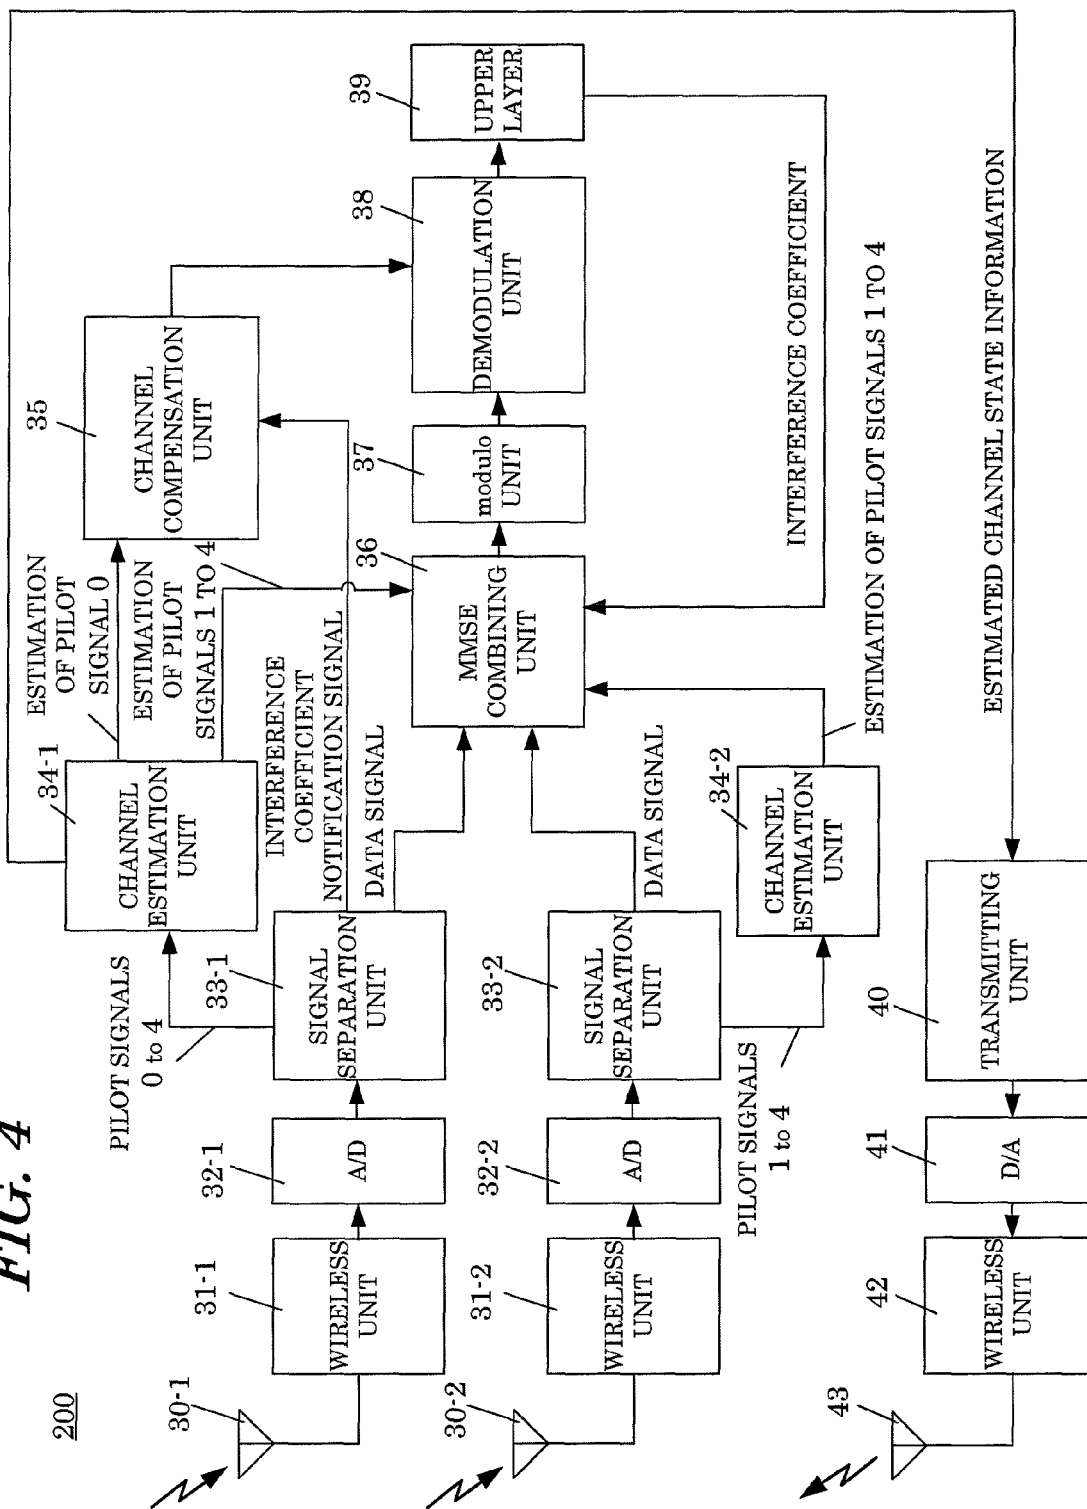 FIG. 4
200
30-1
31-1
WIRELESS
UNIT
32-1
A/D
33-1
SIGNAL
SEPARATION
UNIT
PILOT SIGNALS
0 to 4
34-1
CHANNEL
ESTIMATION
UNIT
ESTIMATION
OF PILOT
SIGNAL 0
ESTIMATION
OF PILOT
SIGNALS 1 TO 4
INTERFERENCE
COEFFICIENT
NOTIFICATION SIGNAL
DATA SIGNAL
35
CHANNEL
COMPENSATION
UNIT
36
MMSE
COMBINING
UNIT
37
modulo
UNIT
38
DEMODULATION
UNIT
39
UPPER
LAYER
30-2
31-2
WIRELESS
UNIT
32-2
A/D
33-2
SIGNAL
SEPARATION
UNIT
DATA SIGNAL
PILOT SIGNALS
1 to 4
34-2
CHANNEL
ESTIMATION
UNIT
INTERFERENCE COEFFICIENT
ESTIMATION OF PILOT SIGNALS 1 TO 4
ESTIMATED CHANNEL STATE INFORMATION
43
42
WIRELESS
UNIT
41
D/A
40
TRANSMITTING
UNIT